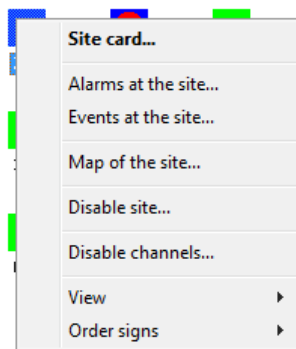 Site card...
Alarms at the site...
Events at the site...
Map of the site...
Disable site...
Disable channels...
View
Order signs